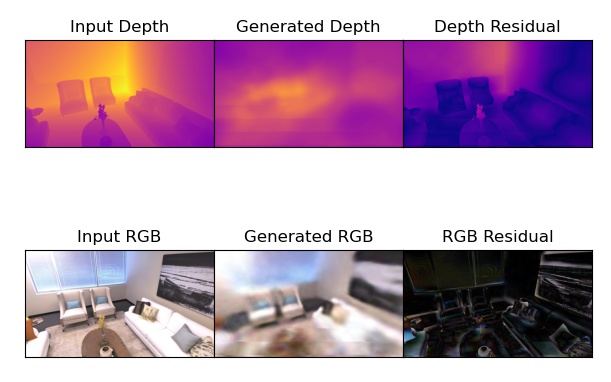 Input Depth
Generated Depth
Depth Residual
Input RGB
Generated RGB
RGB Residual